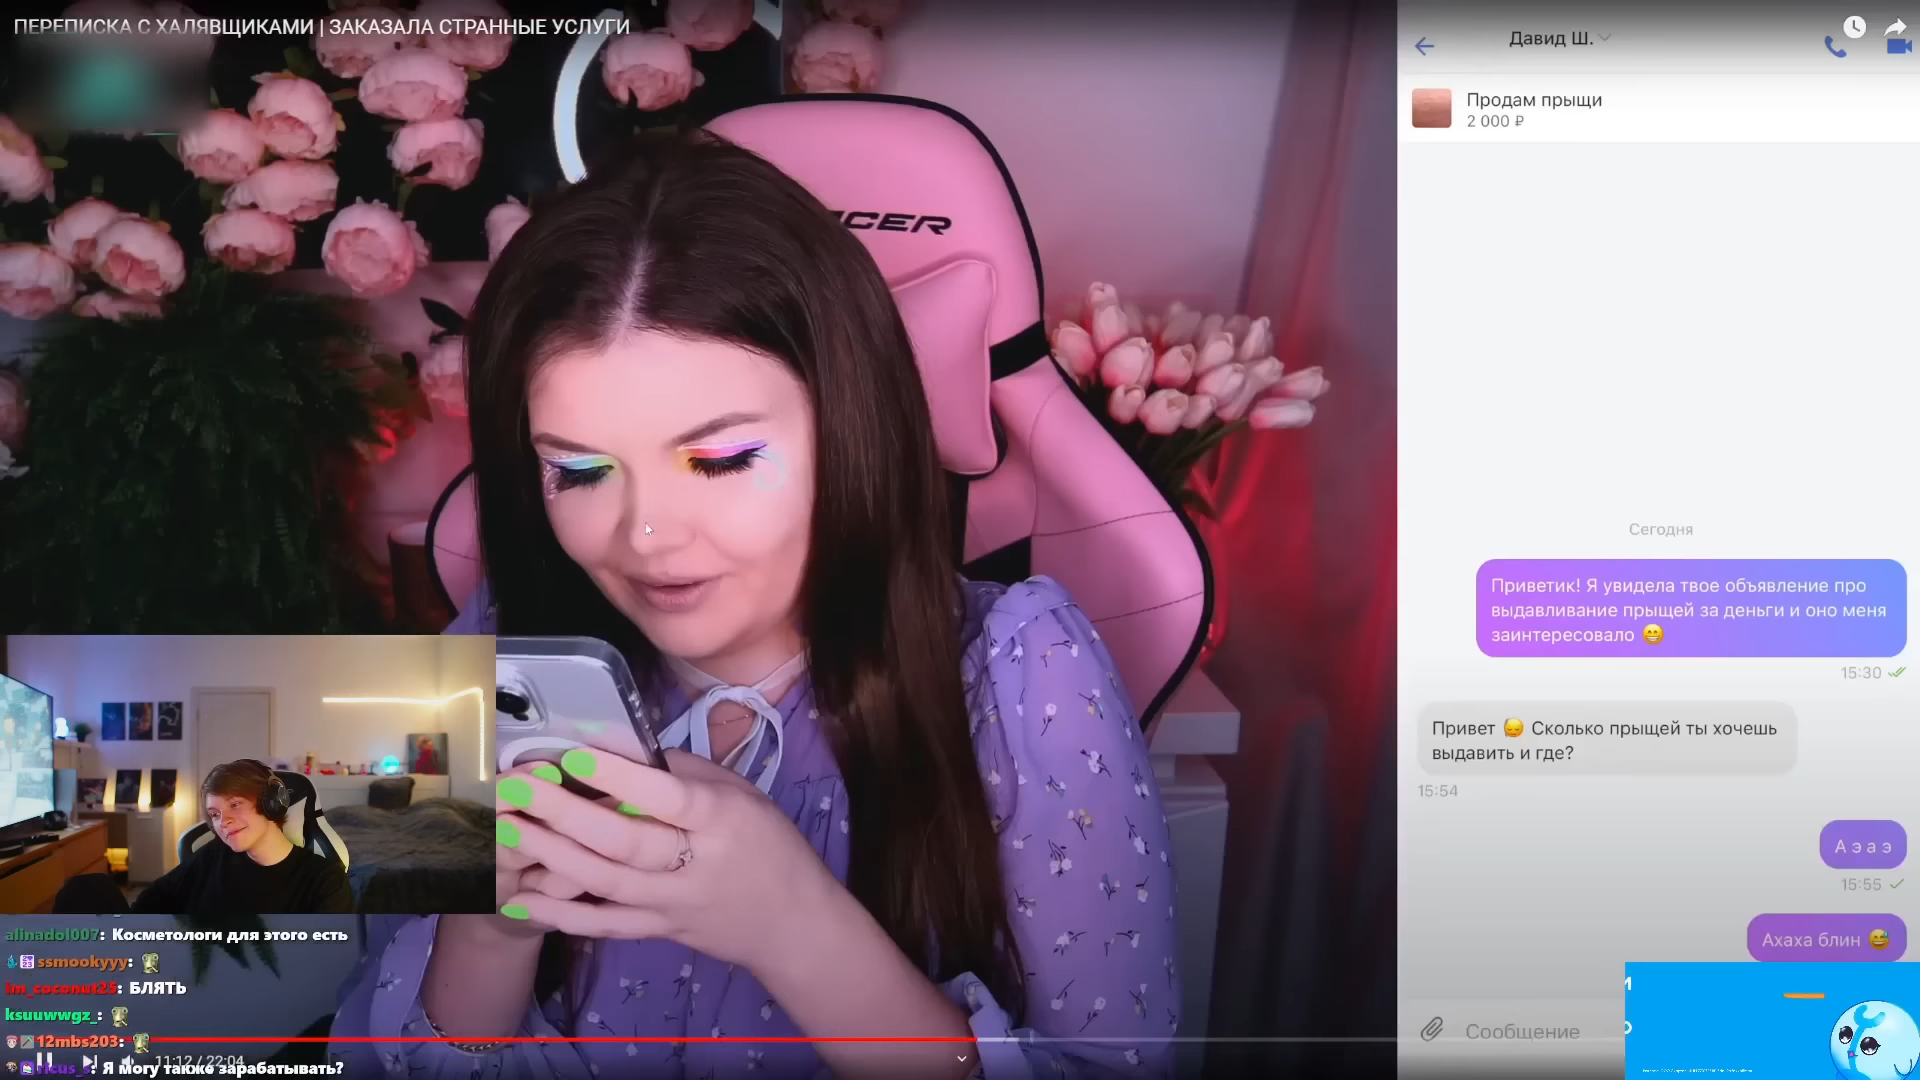 ПЕРЕПИСКА С ХАЛЯВЩИКАМИ | ЗАКАЗАЛА СТРАННЫЕ УСЛУГИ
Давид Ш.
Продам прыщи
2 000 ₽
Сегодня
Приветик! Я увидела твое объявление про
выдавливание прыщей за деньги и оно меня
заинтересовало 😁
15:30
Привет 😊 Сколько прыщей ты хочешь
выдавить и где?
15:54
А э а э
15:55
Ахаха блин 😅
Сообщение
alinadol007: Косметологи для этого есть
ssmookyyy:
im_coconut25: БЛЯТЬ
ksuuwwgz_:
12mbs203:
11:12 / 22:04
Я могу также зарабатывать?